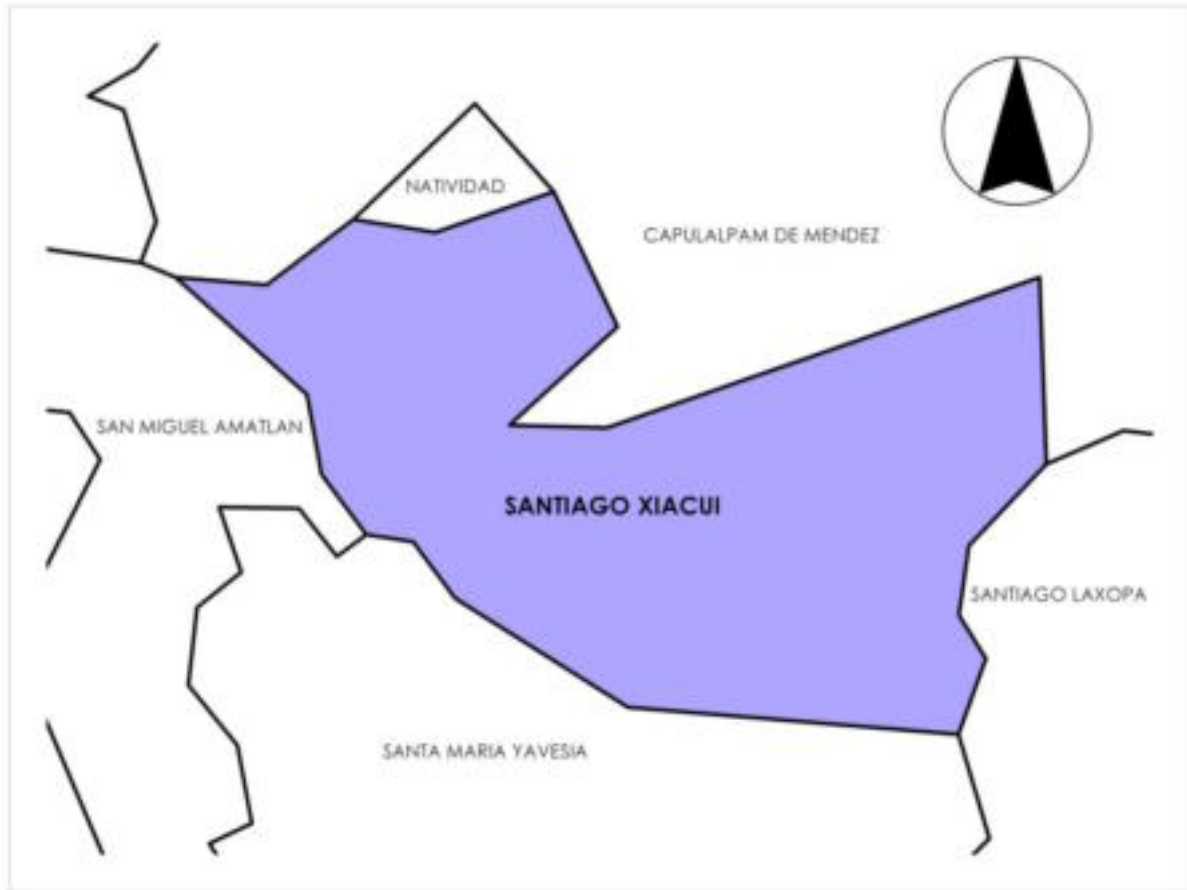 NATIVIDAD
CAPULALPAM DE MENDEZ
SAN MIGUEL AMATLAN
SANTIAGO XIACUI
SANTIAGO LAXOPA
SANTA MARIA YAVESIA